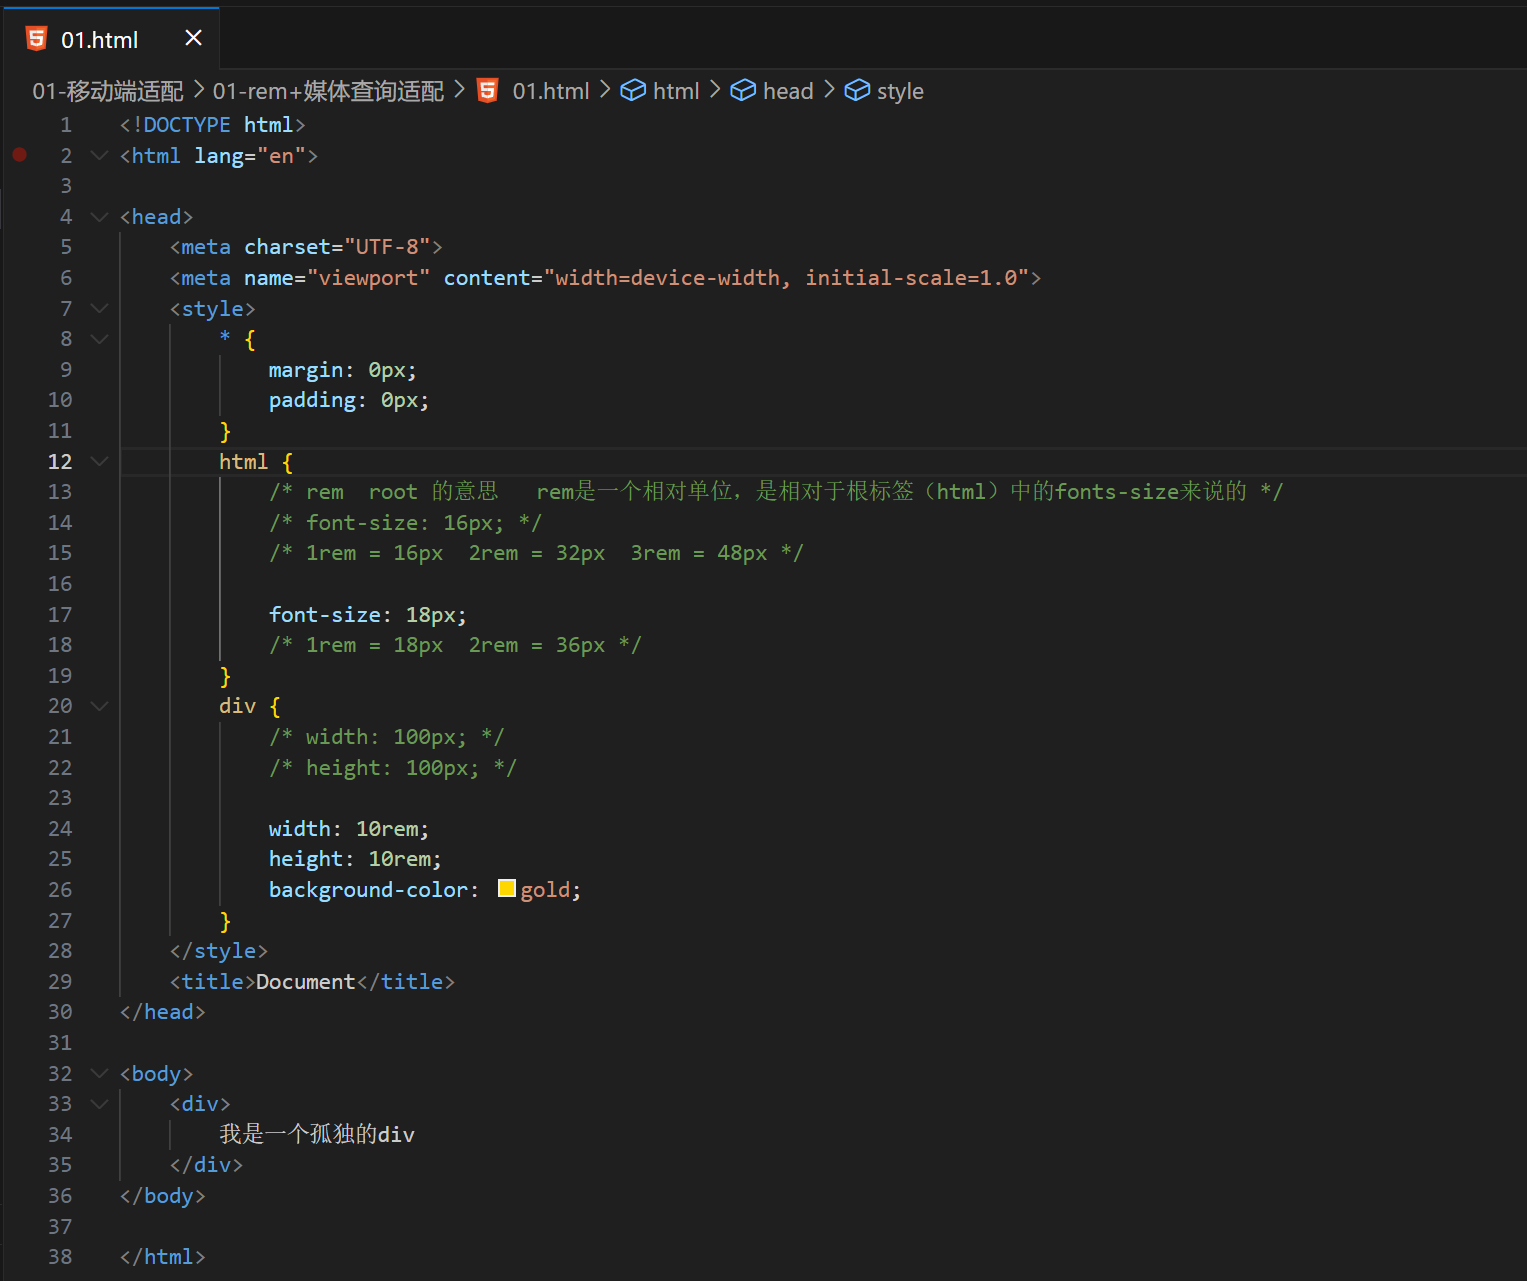 01.html
01-移动端适配 > 01-rem+媒体查询适配 > 01.html > html > head > style
1 <!DOCTYPE html>
2 <html lang="en">
3
4 <head>
5     <meta charset="UTF-8">
6     <meta name="viewport" content="width=device-width, initial-scale=1.0">
7     <style>
8         * {
9             margin: 0px;
10             padding: 0px;
11         }
12         html {
13             /* rem  root 的意思   rem是一个相对单位，是相对于根标签（html）中的fonts-size来说的 */
14             /* font-size: 16px; */
15             /* 1rem = 16px  2rem = 32px  3rem = 48px */
16
17             font-size: 18px;
18             /* 1rem = 18px  2rem = 36px */
19         }
20         div {
21             /* width: 100px; */
22             /* height: 100px; */
23
24             width: 10rem;
25             height: 10rem;
26             background-color: gold;
27         }
28     </style>
29     <title>Document</title>
30 </head>
31
32 <body>
33     <div>
34         我是一个孤独的div
35     </div>
36 </body>
37
38 </html>